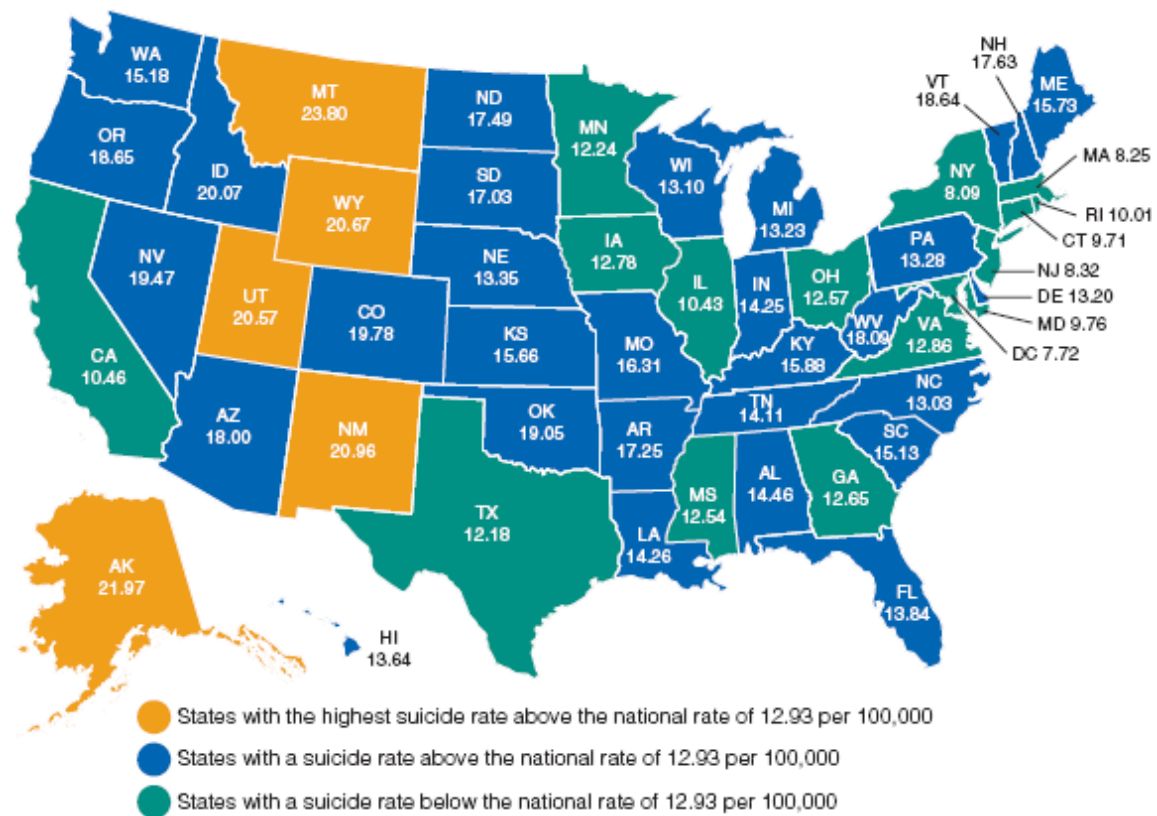 NH
17.63
WA
15.18
VT
18.64
ME
15.73
MT
23.80
ND
17.49
MN
12.24
OR
18.65
ID
20.07
MA 8.25
WI
13.10
NY
8.09
SD
17.03
WY
20.67
MI
13.23
RI 10.01
CT 9.71
PA
13.28
IA
12.78
NE
13.35
NV
19.47
NJ 8.32
IL
10.43
IN
14.25
OH
12.57
UT
20.57
DE 13.20
CO
19.78
WV
18.09
MD 9.76
VA
12.86
KS
15.66
MO
16.31
KY
15.88
DC 7.72
CA
10.46
NC
13.03
TN
14.11
AZ
18.00
NM
20.96
OK
19.05
AR
17.25
SC
15.13
MS
12.54
AL
14.46
GA
12.65
TX
12.18
LA
14.26
AK
21.97
FL
13.84
HI
13.64
States with the highest suicide rate above the national rate of 12.93 per 100,000
States with a suicide rate above the national rate of 12.93 per 100,000
States with a suicide rate below the national rate of 12.93 per 100,000